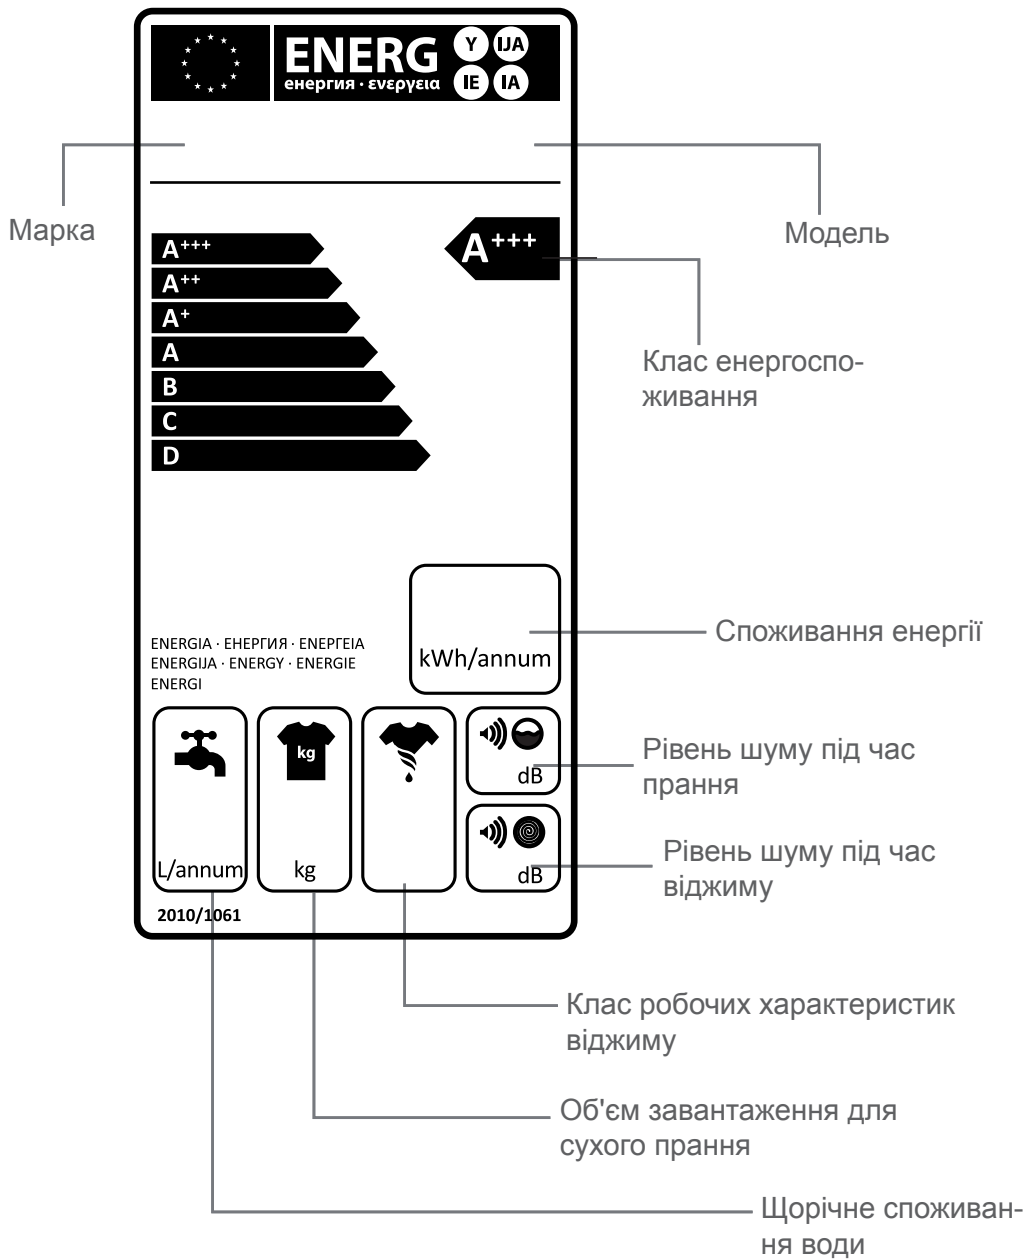 ENERG Y IJA
енергия · ενεργεια IE IA
Марка
Модель
A+++
A+++
A++
A+
A
B
C
D
Клас енергоспо-
живання
Споживання енергії
kWh/annum
ENERGIA · ЕНЕРГИЯ · ΕΝΕΡΓΕΙΑ
ENERGIJA · ENERGY · ENERGIE
ENERGI
kg
dB
Рівень шуму під час
прання
L/annum
kg
dB
Рівень шуму під час
віджиму
2010/1061
Клас робочих характеристик
віджиму
Об'єм завантаження для
сухого прання
Щорічне споживан-
ня води